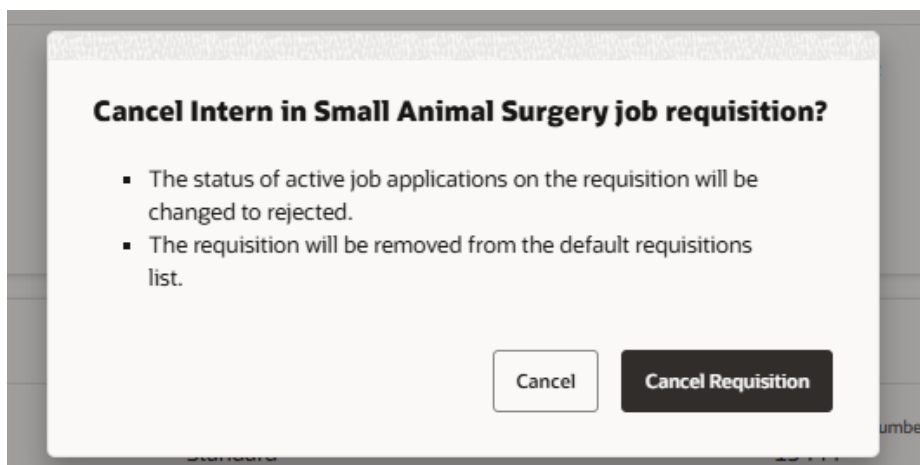 Cancel Intern in Small Animal Surgery job requisition?
▪ The status of active job applications on the requisition will be
changed to rejected.
▪ The requisition will be removed from the default requisitions
list.
Cancel
Cancel Requisition